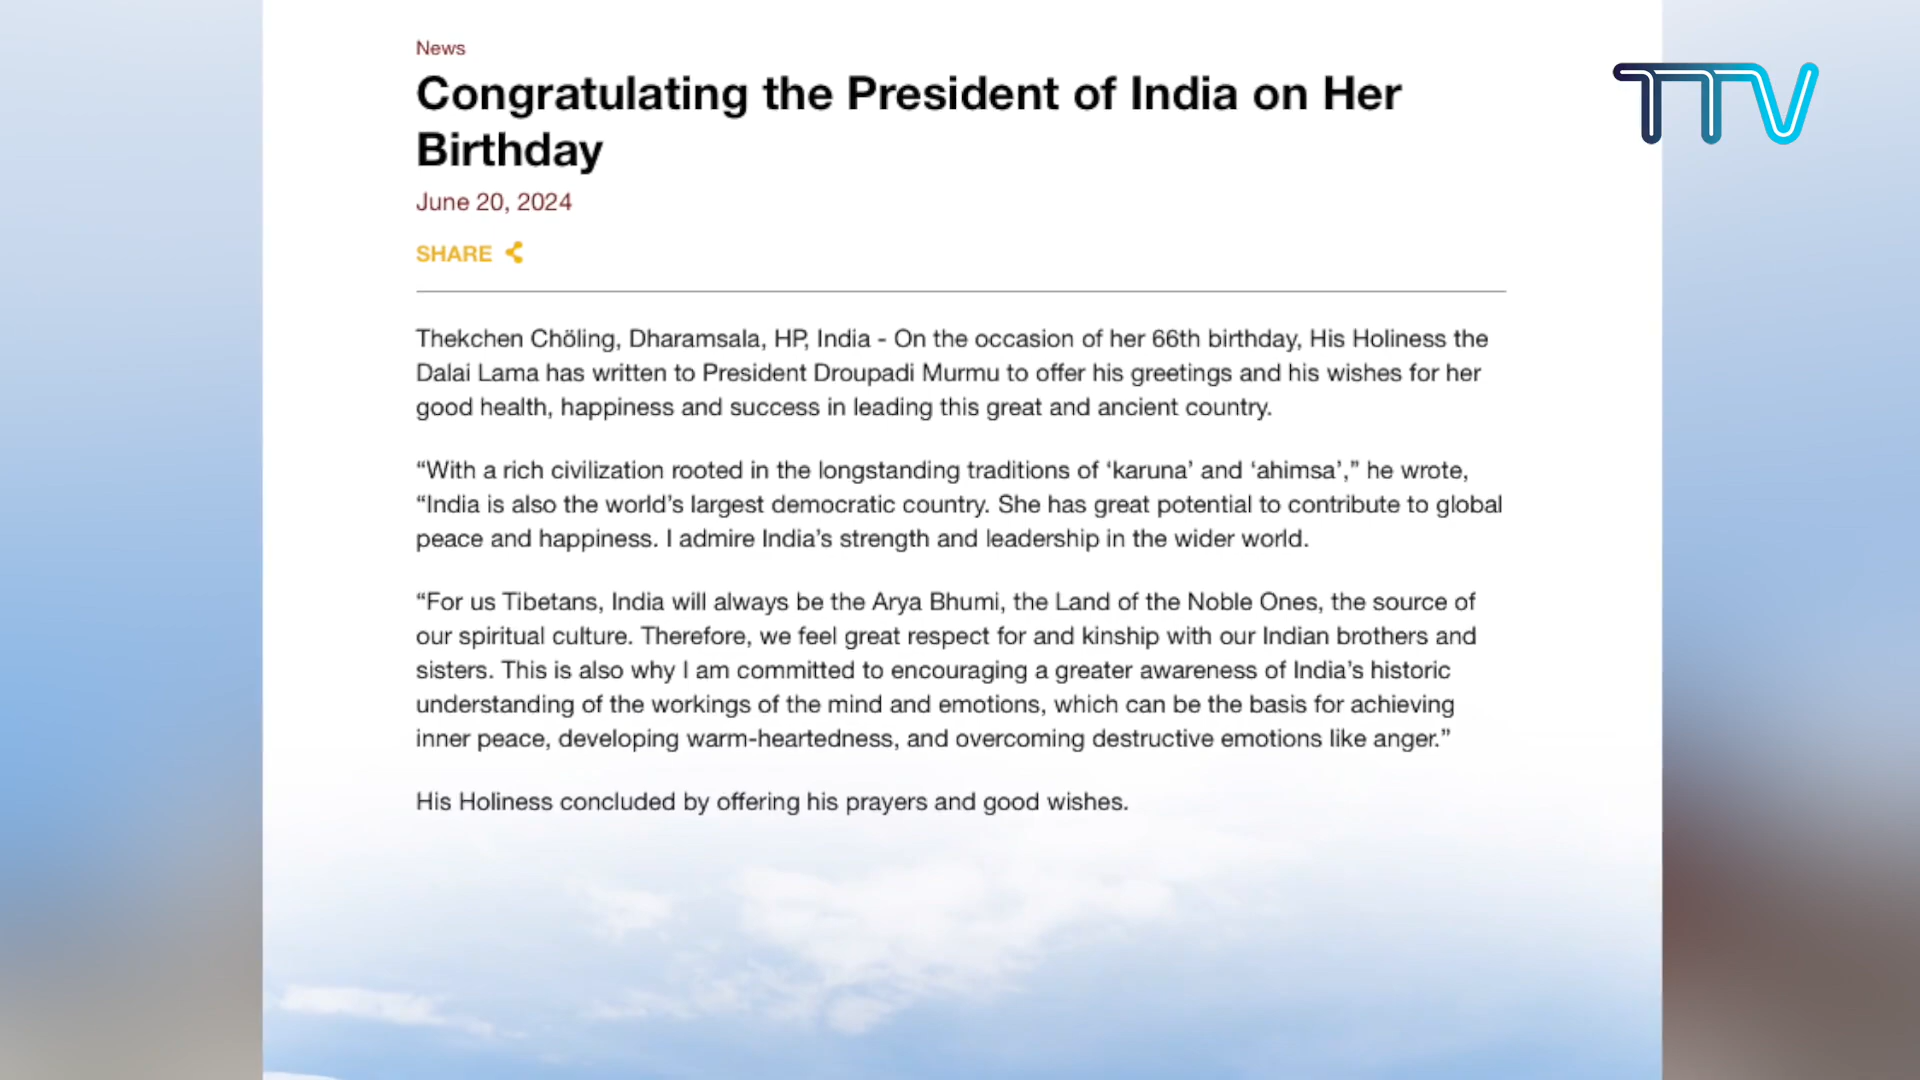 News
TTV
Congratulating the President of India on Her
Birthday
June 20, 2024
SHARE
Thekchen Chöling, Dharamsala, HP, India - On the occasion of her 66th birthday, His Holiness the
Dalai Lama has written to President Droupadi Murmu to offer his greetings and his wishes for her
good health, happiness and success in leading this great and ancient country.
“With a rich civilization rooted in the longstanding traditions of ‘karuna’ and ‘ahimsa’,” he wrote,
“India is also the world’s largest democratic country. She has great potential to contribute to global
peace and happiness. I admire India’s strength and leadership in the wider world.
“For us Tibetans, India will always be the Arya Bhumi, the Land of the Noble Ones, the source of
our spiritual culture. Therefore, we feel great respect for and kinship with our Indian brothers and
sisters. This is also why I am committed to encouraging a greater awareness of India’s historic
understanding of the workings of the mind and emotions, which can be the basis for achieving
inner peace, developing warm-heartedness, and overcoming destructive emotions like anger.”
His Holiness concluded by offering his prayers and good wishes.